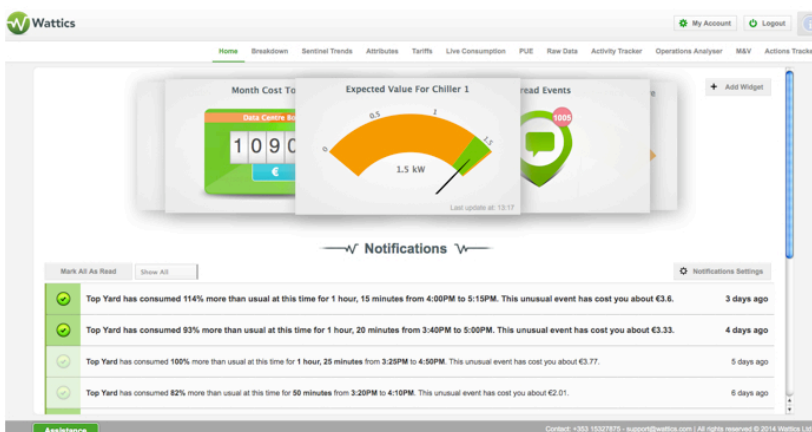 Wattics
My Account Logout
Home Breakdown Sentinel Trends Attributes Tariffs Live Consumption PUE Raw Data Activity Tracker Operations Analyser M&V Actions Tracke
Month Cost To
Data Centre
1 0 9 0
€
Expected Value For Chiller 1
0 0.5 1 1.5
1.5 kW
Last update at: 13:17
read Events
1005
+ Add Widget
Notifications
Mark All As Read Show All Notifications Settings
Top Yard has consumed 114% more than usual at this time for 1 hour, 15 minutes from 4:00PM to 5:15PM. This unusual event has cost you about €3.6. 3 days ago
Top Yard has consumed 93% more than usual at this time for 1 hour, 20 minutes from 3:40PM to 5:00PM. This unusual event has cost you about €3.33. 4 days ago
Top Yard has consumed 100% more than usual at this time for 1 hour, 25 minutes from 3:25PM to 4:50PM. This unusual event has cost you about €3.77. 5 days ago
Top Yard has consumed 82% more than usual at this time for 50 minutes from 3:20PM to 4:10PM. This unusual event has cost you about €2.01. 6 days ago
Assistance Contact: +353 15327875 - support@wattics.com | All rights reserved © 2014 Wattics Ltd